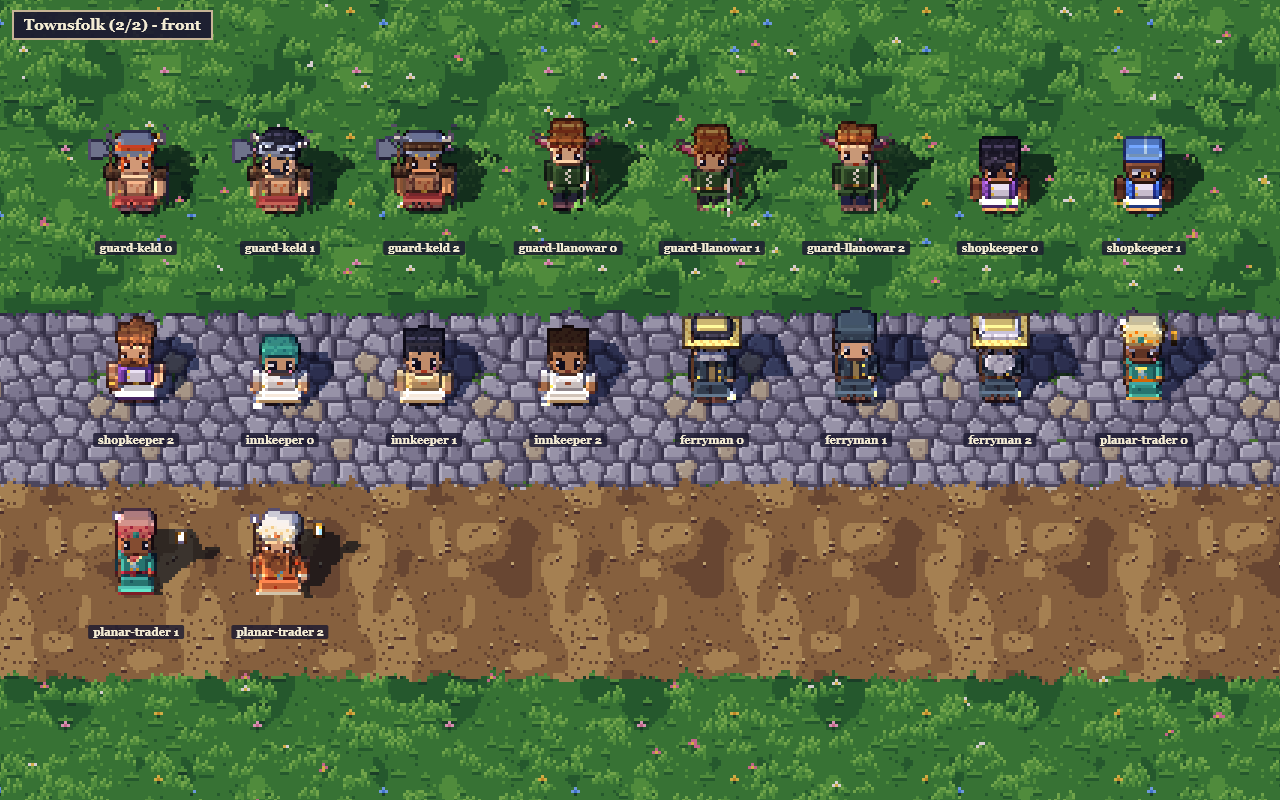 Townsfolk (2/2) - front
guard-keld 0
guard-keld 1
guard-keld 2
guard-llanowar 0
guard-llanowar 1
guard-llanowar 2
shopkeeper 0
shopkeeper 1
shopkeeper 2
innkeeper 0
innkeeper 1
innkeeper 2
ferryman 0
ferryman 1
ferryman 2
planar-trader 0
planar-trader 1
planar-trader 2